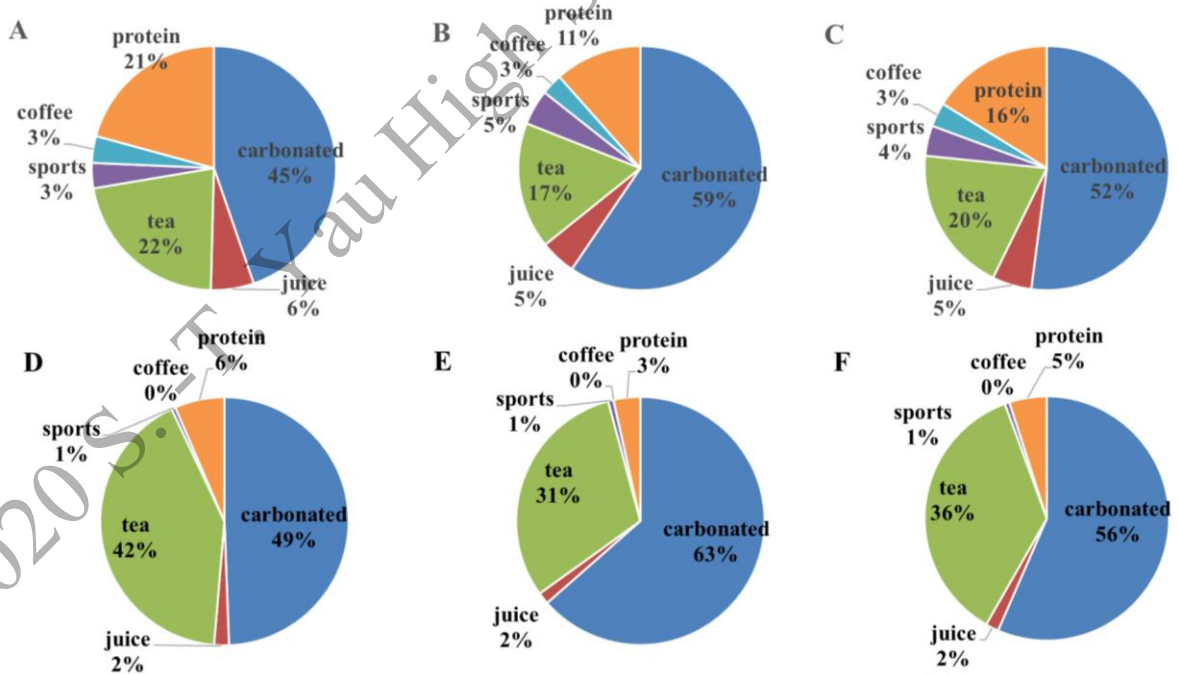 A
protein
21%
coffee
3%
sports
3%
tea
22%
carbonated
45%
juice
6%
B
protein
11%
coffee
3%
sports
5%
tea
17%
carbonated
59%
juice
5%
C
coffee
3%
protein
16%
sports
4%
tea
20%
carbonated
52%
juice
5%
D
protein
6%
coffee
0%
sports
1%
tea
42%
carbonated
49%
juice
2%
E
coffee
0%
protein
3%
sports
1%
tea
31%
carbonated
63%
juice
2%
F
coffee
0%
protein
5%
sports
1%
tea
36%
carbonated
56%
juice
2%
020 S.-T. Yau High